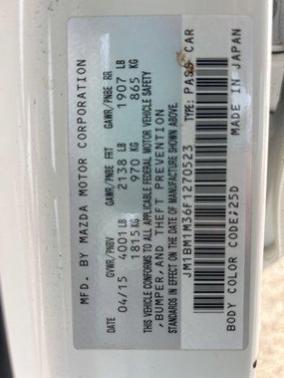 MFD. BY MAZDA MOTOR CORPORATION
DATE GVWR/PNBV GAWR/PNBE FRT GAWR/PNBE RR
04/15 4001 LB 2138 LB 1907 LB
1815 KG 970 KG 865 KG
THIS VEHICLE CONFORMS TO ALL APPLICABLE FEDERAL MOTOR VEHICLE SAFETY
, BUMPER, AND THEFT PREVENTION
STANDARDS IN EFFECT ON THE DATE OF MANUFACTURE SHOWN ABOVE.
JM1BM1M36F1270523 TYPE: PASS CAR
BODY COLOR CODE;25D MADE IN JAPAN